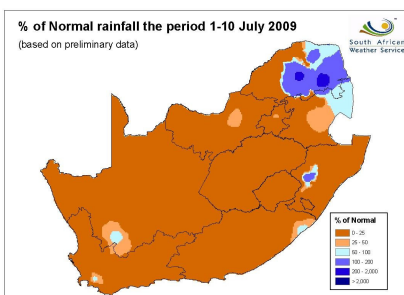 % of Normal rainfall the period 1-10 July 2009
(based on preliminary data)
South African
Weather Service
% of Normal
0 - 25
25 - 50
50 - 100
100 - 200
200 - 2,000
> 2,000